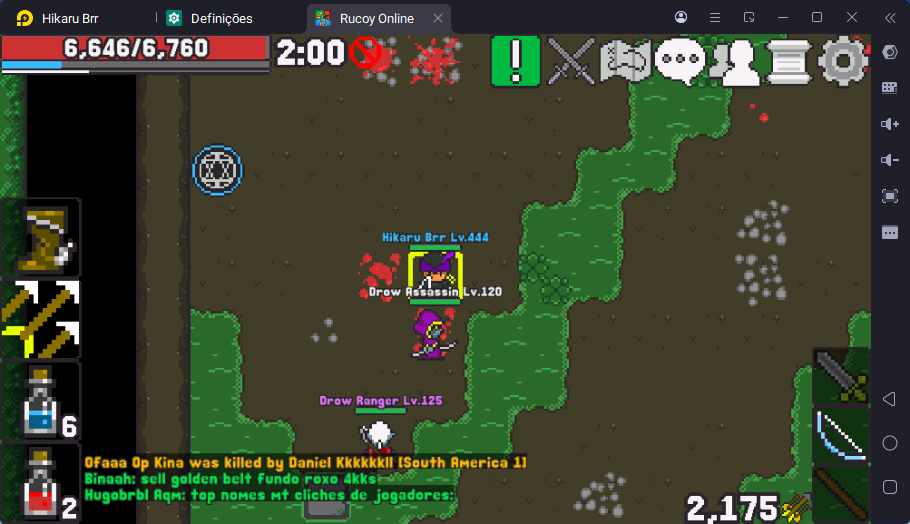 Hikaru Brr
Definições
Rucoy Online
6,646/6,760
2:00
Hikaru Brr Lv.444
Drow Assassin Lv.120
Drow Ranger Lv.125
6
2
Ofaaa Op Kina was killed by Daniel Kkkkkkll [South America 1]
Binaah: sell golden belt fundo roxo 4kks
Hugobrbl Aqm: top nomes mt cliches de jogadores:
2,175